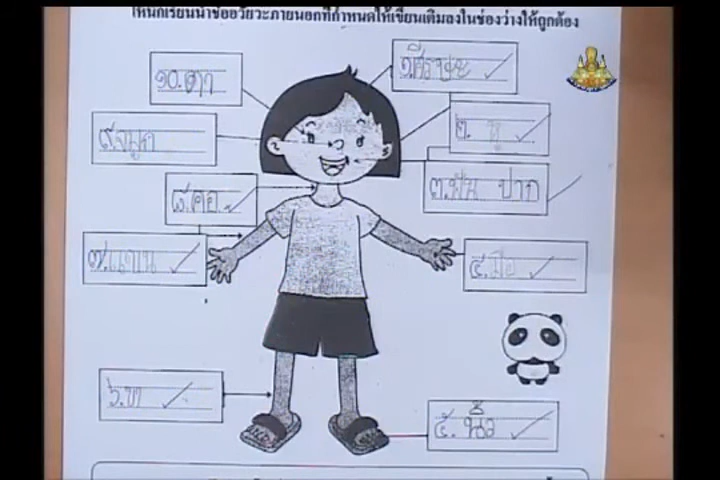 ให้นักเรียนนำชื่ออวัยวะภายนอกที่กำหนดให้เขียนเติมลงในช่องว่างให้ถูกต้อง
๑๐.ตา
๑.ศีรษะ
๙.จมูก
๒. หู
๘.คอ
๓.ฟัน ปาก
๗.แขน
๔.มือ
๖.ขา
๕. นิ้ว